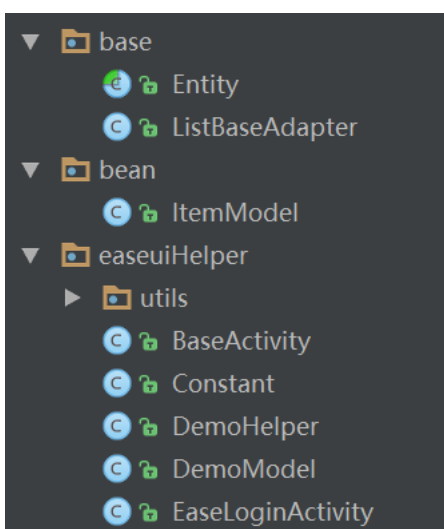 base
Entity
ListBaseAdapter
bean
ItemModel
easeuiHelper
utils
BaseActivity
Constant
DemoHelper
DemoModel
EaseLoginActivity